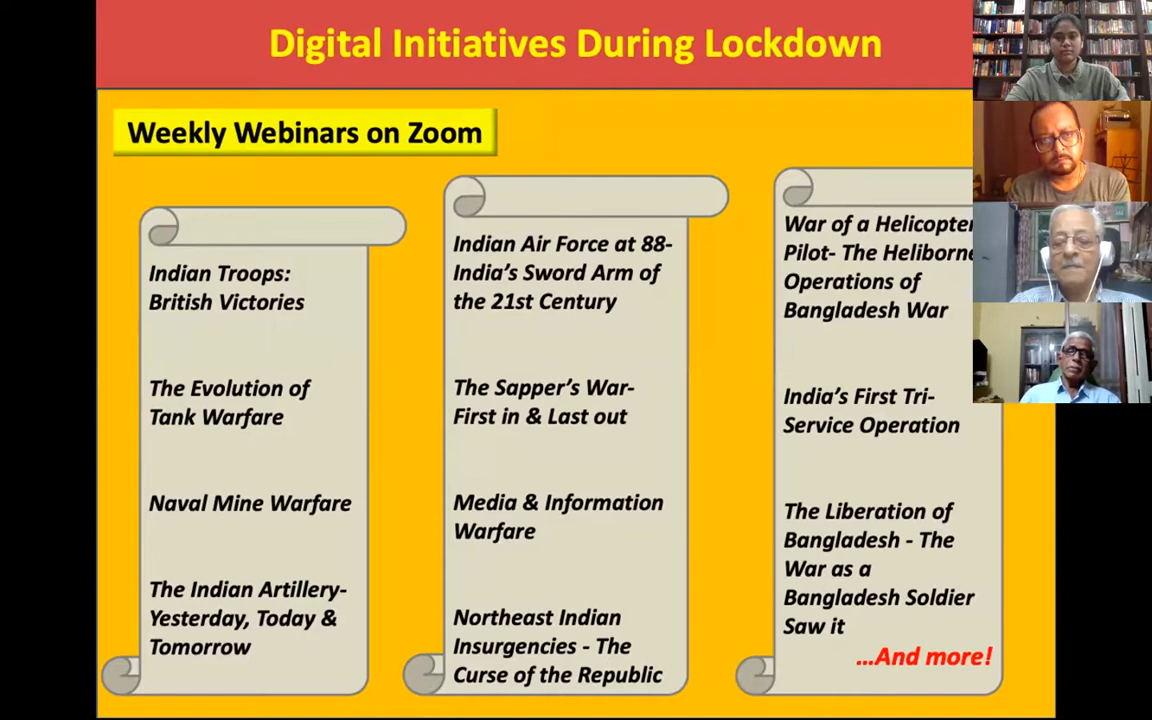 Digital Initiatives During Lockdown
Weekly Webinars on Zoom
Indian Troops:
British Victories
The Evolution of
Tank Warfare
Naval Mine Warfare
The Indian Artillery-
Yesterday, Today &
Tomorrow
Indian Air Force at 88-
India's Sword Arm of
the 21st Century
The Sapper's War-
First in & Last out
Media & Information
Warfare
Northeast Indian
Insurgencies - The
Curse of the Republic
War of a Helicopter
Pilot- The Heliborne
Operations of
Bangladesh War
India's First Tri-
Service Operation
The Liberation of
Bangladesh - The
War as a
Bangladesh Soldier
Saw it
...And more!